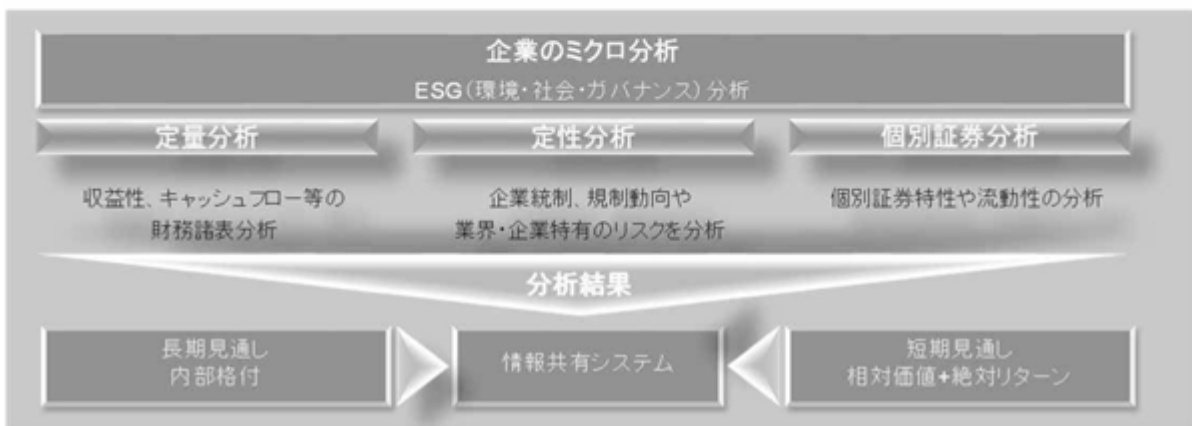 企業のミクロ分析
ESG(環境・社会・ガバナンス)分析
定量分析
収益性、キャッシュフロー等の
財務諸表分析
定性分析
企業統制、規制動向や
業界・企業特有のリスクを分析
個別証券分析
個別証券特性や流動性の分析
分析結果
長期見通し
内部格付
情報共有システム
短期見通し
相対価値+絶対リターン